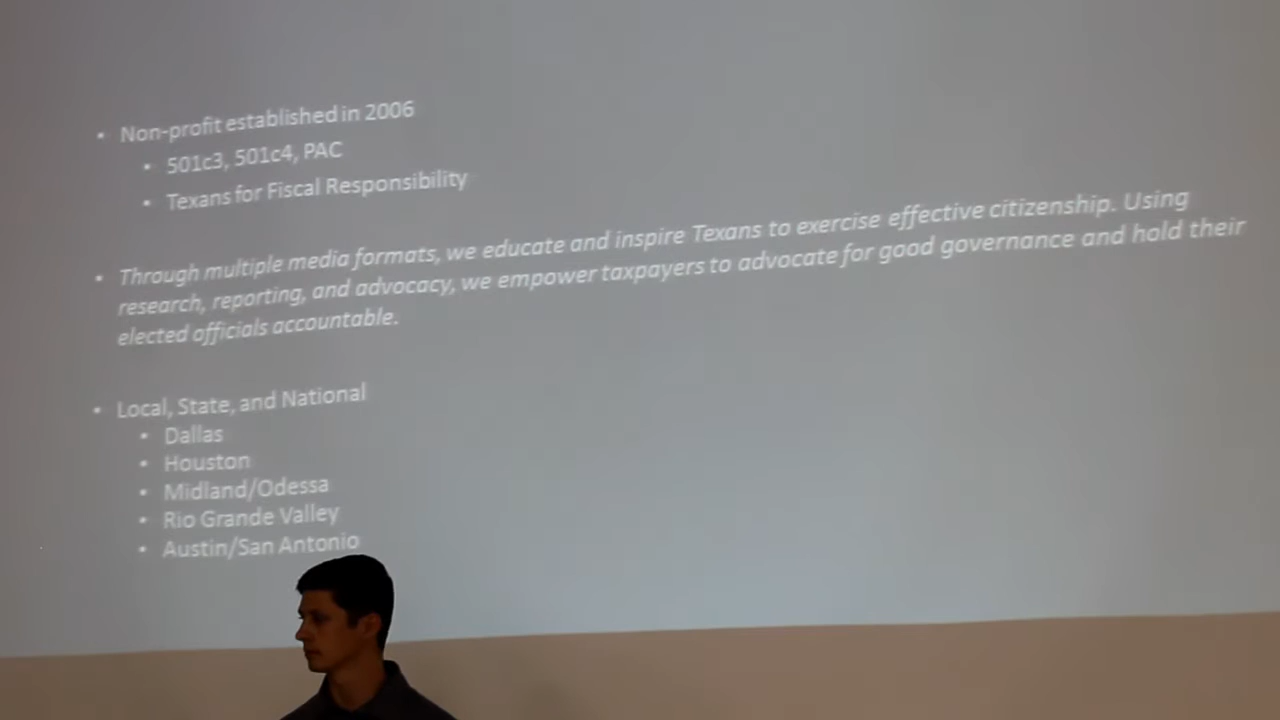 • Non-profit established in 2006
• 501c3, 501c4, PAC
• Texans for Fiscal Responsibility
• Through multiple media formats, we educate and inspire Texans to exercise effective citizenship. Using
research, reporting, and advocacy, we empower taxpayers to advocate for good governance and hold their
elected officials accountable.
• Local, State, and National
• Dallas
• Houston
• Midland/Odessa
• Rio Grande Valley
• Austin/San Antonio